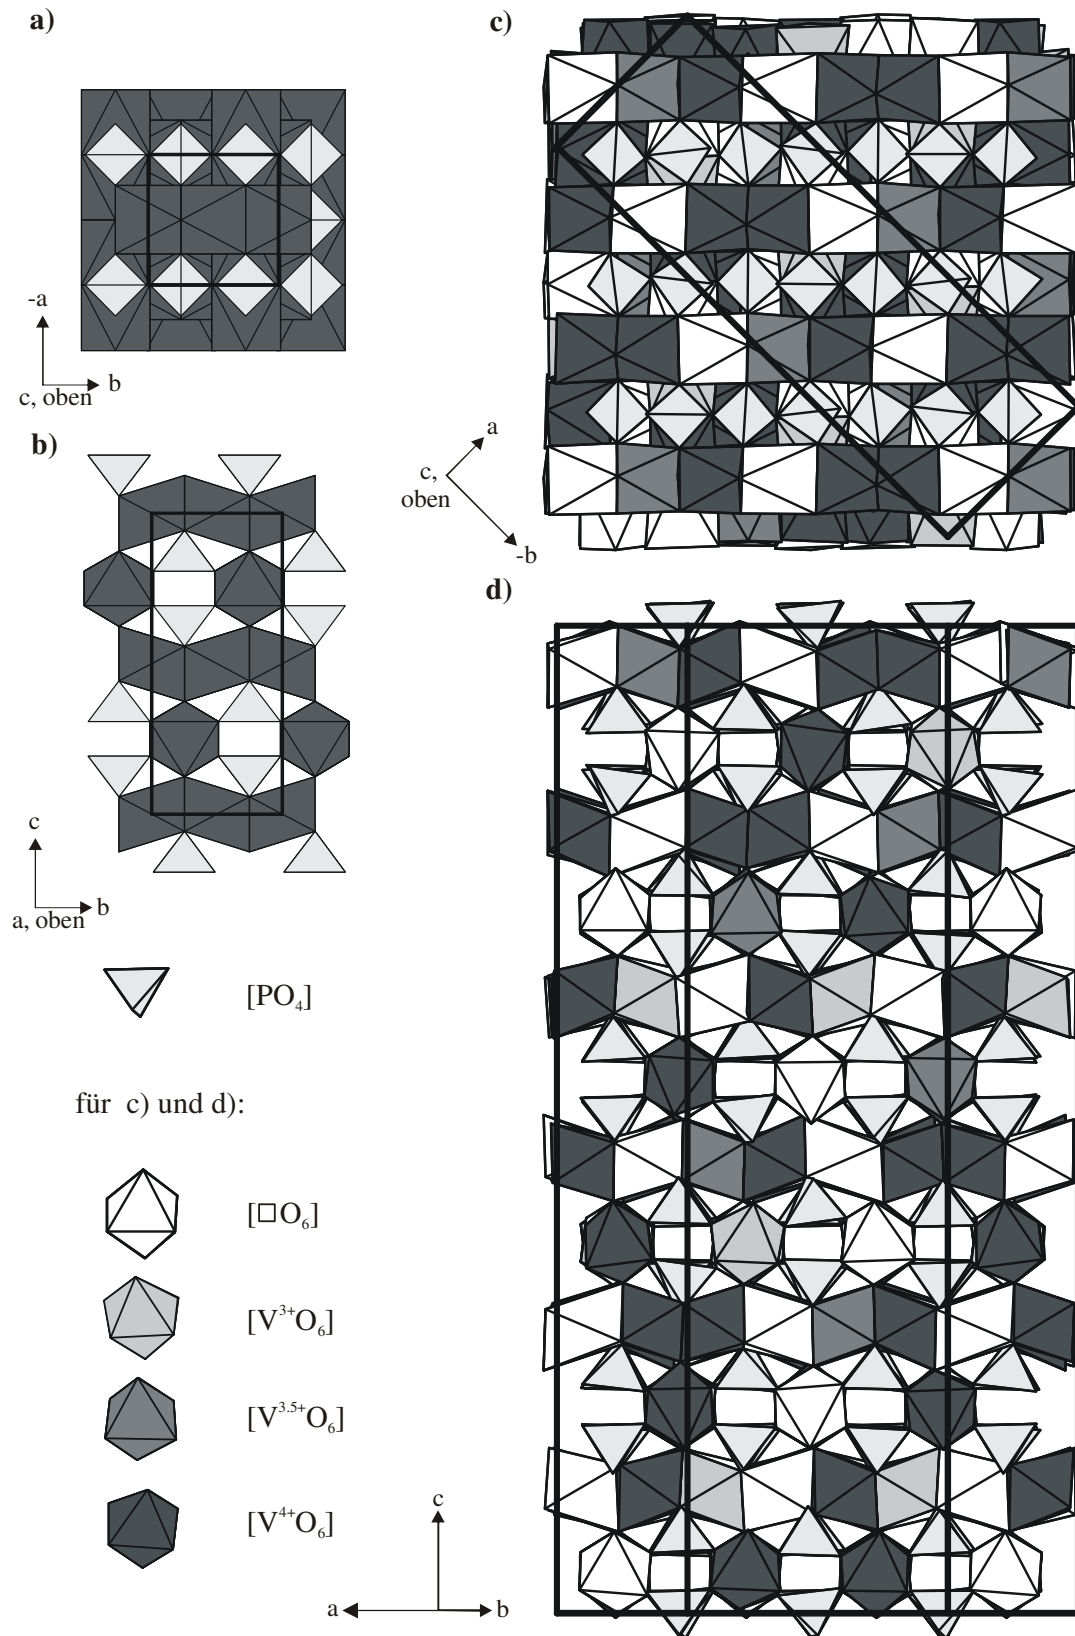 a)
-a
b
c, oben
b)
c
b
a, oben
[PO₄]
für c) und d):
[□O₆]
[V³⁺O₆]
[V³·⁵⁺O₆]
[V⁴⁺O₆]
c)
a
c,
oben
-b
d)
c
a
b